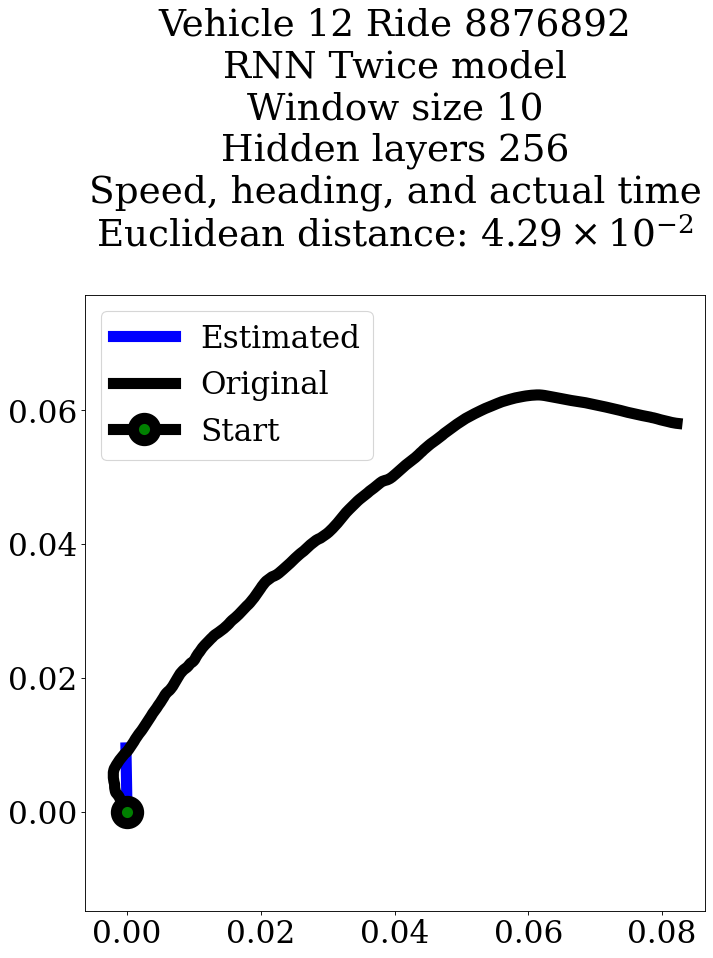 Vehicle 12 Ride 8876892
RNN Twice model
Window size 10
Hidden layers 256
Speed, heading, and actual time
Euclidean distance: 4.29 × 10⁻²
Estimated
Original
Start
0.06
0.04
0.02
0.00
0.00 0.02 0.04 0.06 0.08